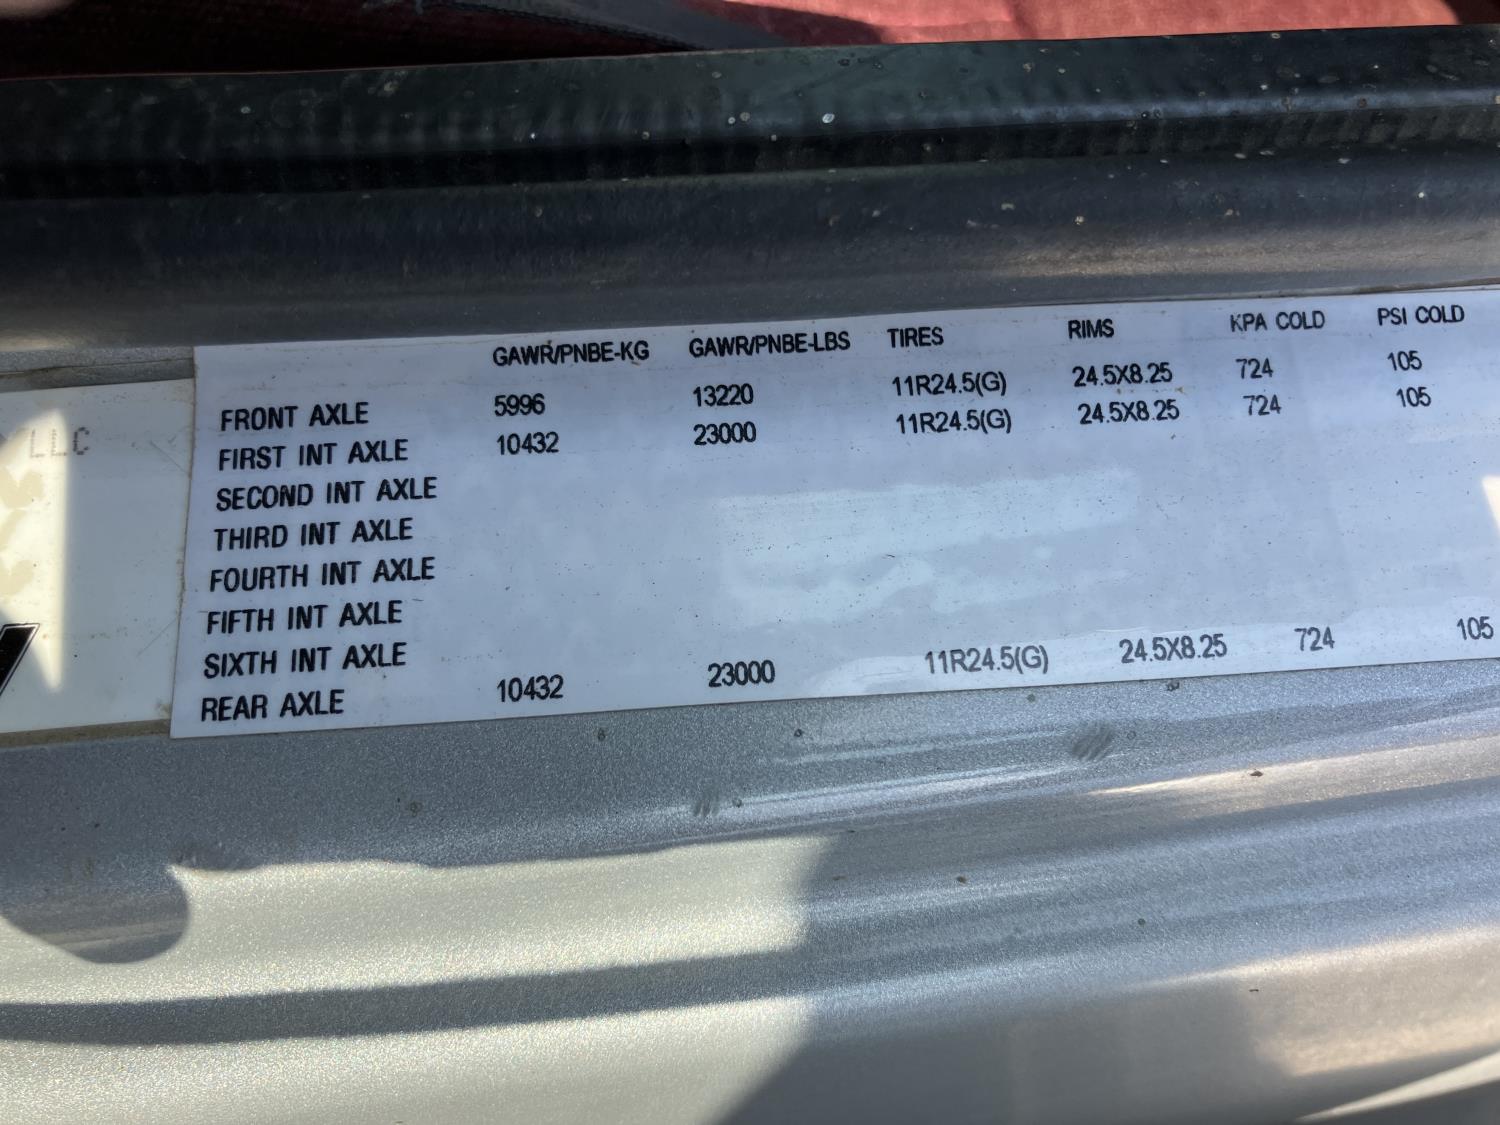 GAWR/PNBE-KG GAWR/PNBE-LBS TIRES RIMS KPA COLD PSI COLD
FRONT AXLE 5996 13220 11R24.5(G) 24.5X8.25 724 105
FIRST INT AXLE 10432 23000 11R24.5(G) 24.5X8.25 724 105
SECOND INT AXLE
THIRD INT AXLE
FOURTH INT AXLE
FIFTH INT AXLE
SIXTH INT AXLE
REAR AXLE 10432 23000 11R24.5(G) 24.5X8.25 724 105
LLC